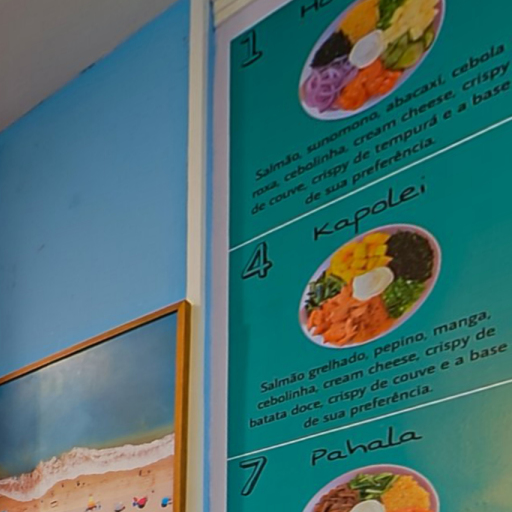 1
Salmão, sunomono, abacaxi, cebola
roxa, cebolinha, cream cheese, crispy
de couve, crispy de tempurá e a base
de sua preferência.
4 Kapolei
Salmão grelhado, pepino, manga,
cebolinha, cream cheese, crispy de
batata doce, crispy de couve e a base
de sua preferência.
7 Pahala